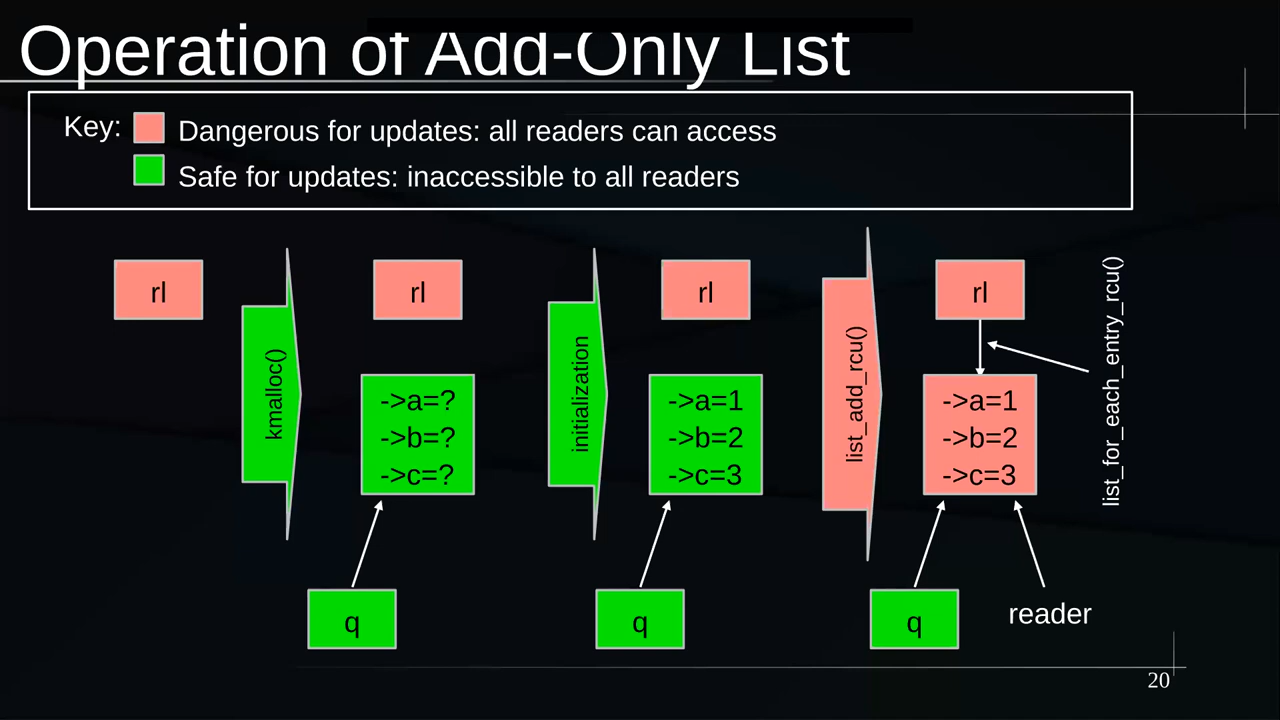 Operation of Add-Only List
Key:
Dangerous for updates: all readers can access
Safe for updates: inaccessible to all readers
rl
kmalloc()
rl
->a=?
->b=?
->c=?
q
initialization
rl
->a=1
->b=2
->c=3
q
list_add_rcu()
rl
->a=1
->b=2
->c=3
q
reader
list_for_each_entry_rcu()
20